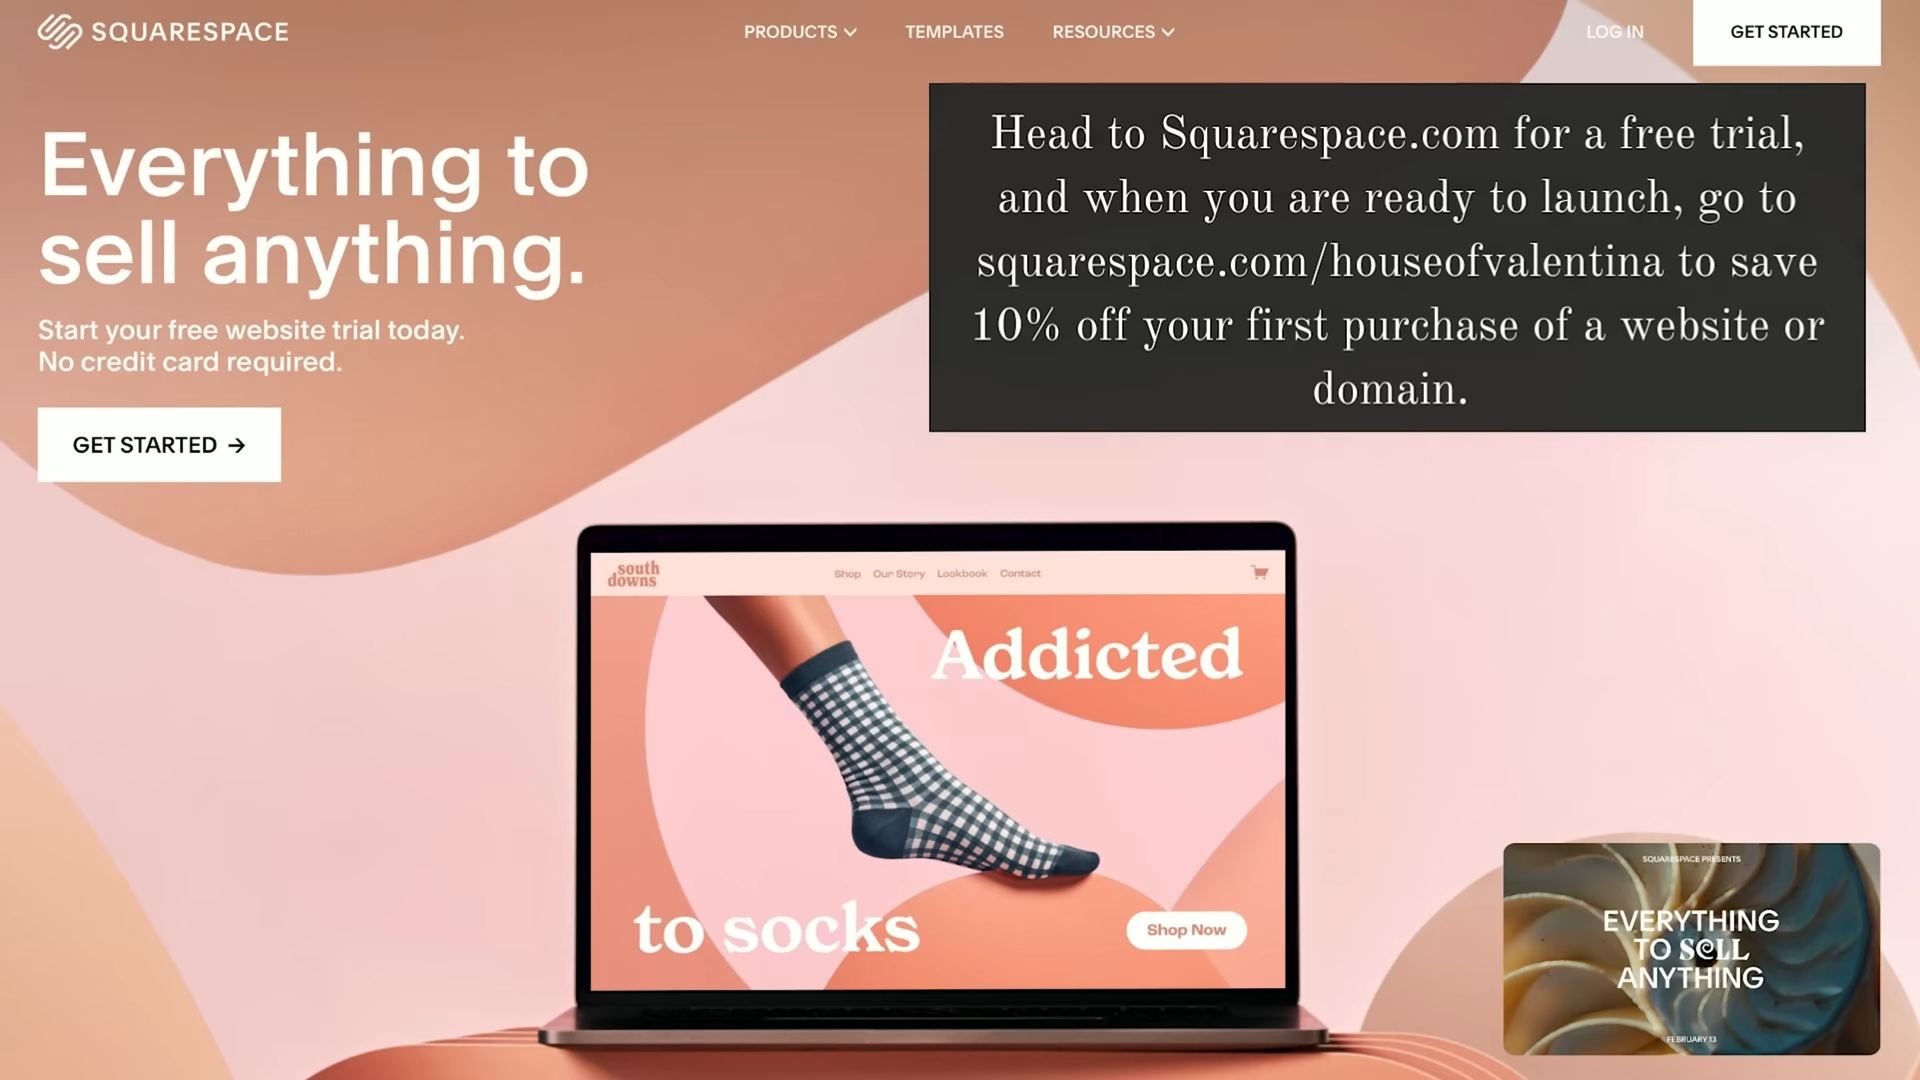 SQUARESPACE
PRODUCTS
TEMPLATES
RESOURCES
LOG IN
GET STARTED
Everything to
sell anything.
Start your free website trial today.
No credit card required.
GET STARTED →
Head to Squarespace.com for a free trial,
and when you are ready to launch, go to
squarespace.com/houseofvalentina to save
10% off your first purchase of a website or
domain.
south
downs
Shop
Our Story
Lookbook
Contact
Addicted
to socks
Shop Now
SQUARESPACE PRESENTS
EVERYTHING
TO SELL
ANYTHING
FEBRUARY 13